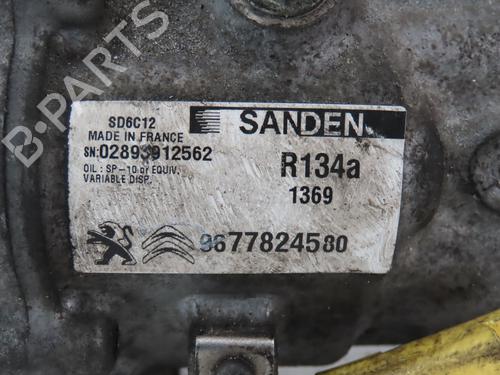 B-PARTS
SD6C12
MADE IN FRANCE
SANDEN
SN:02893912562
OIL : SP-10 or EQUIV.
VARIABLE DISP.
R134a
1369
9677824580